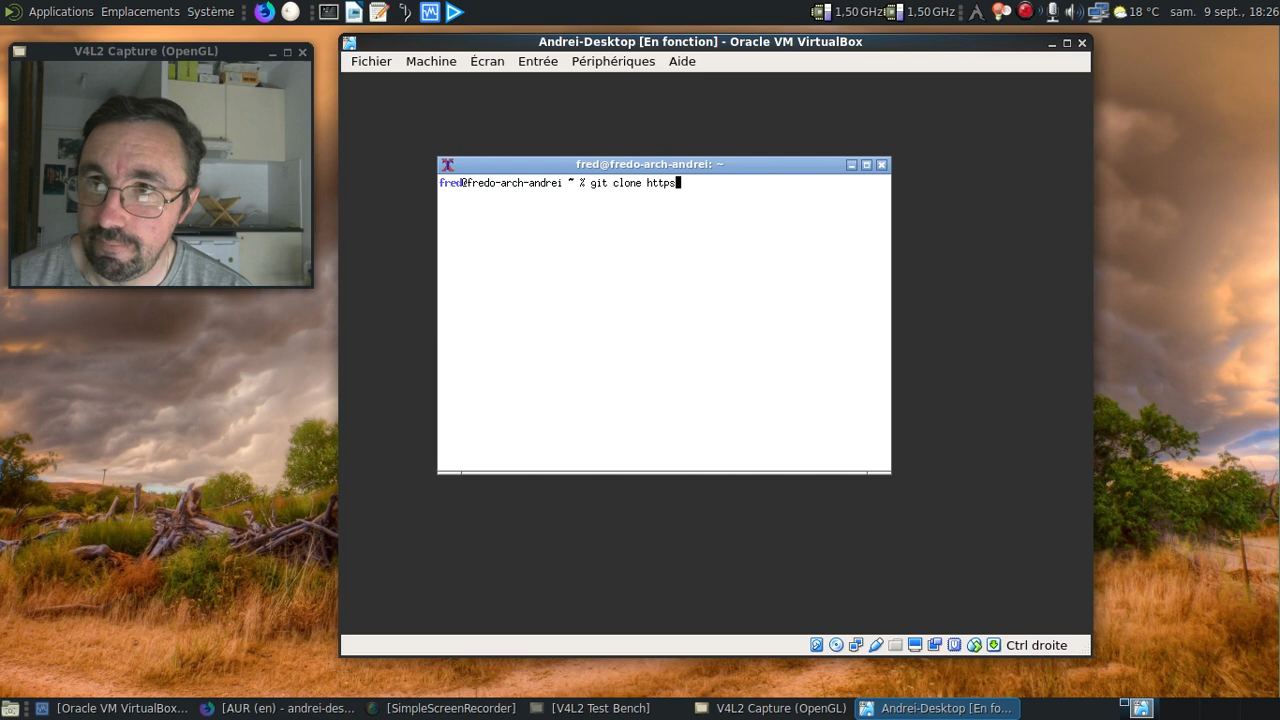 Applications Emplacements Système
1,50 GHz 1,50 GHz 18 °C sam. 9 sept., 18:26
V4L2 Capture (OpenGL)
Andrei-Desktop [En fonction] - Oracle VM VirtualBox
Fichier Machine Écran Entrée Périphériques Aide
fred@fredo-arch-andrei: ~
fred@fredo-arch-andrei ~ % git clone https
Ctrl droite
[Oracle VM VirtualBox... [AUR (en) - andrei-des... [SimpleScreenRecorder] [V4L2 Test Bench] V4L2 Capture (OpenGL) Andrei-Desktop [En fo...